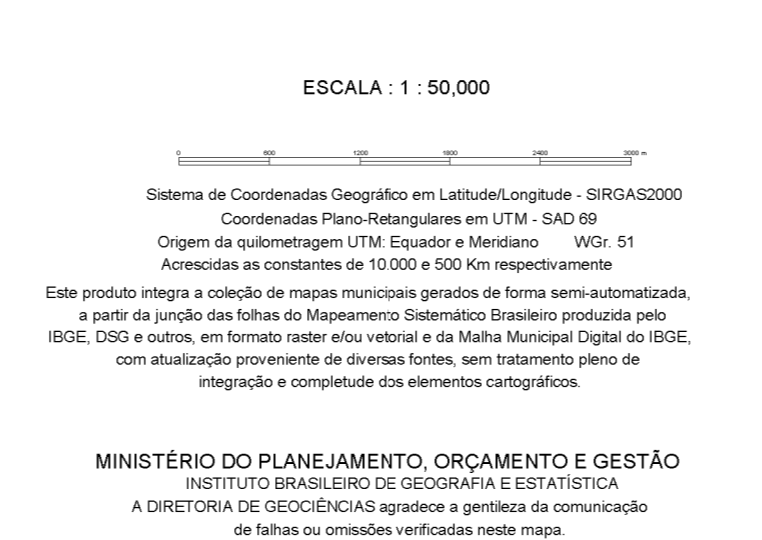 ESCALA : 1 : 50,000
0 600 1200 1800 2400 3000 m
Sistema de Coordenadas Geográfico em Latitude/Longitude - SIRGAS2000
Coordenadas Plano-Retangulares em UTM - SAD 69
Origem da quilometragem UTM: Equador e Meridiano WGr. 51
Acrescidas as constantes de 10.000 e 500 Km respectivamente
Este produto integra a coleção de mapas municipais gerados de forma semi-automatizada,
a partir da junção das folhas do Mapeamento Sistemático Brasileiro produzida pelo
IBGE, DSG e outros, em formato raster e/ou vetorial e da Malha Municipal Digital do IBGE,
com atualização proveniente de diversas fontes, sem tratamento pleno de
integração e completude dos elementos cartográficos.
MINISTÉRIO DO PLANEJAMENTO, ORÇAMENTO E GESTÃO
INSTITUTO BRASILEIRO DE GEOGRAFIA E ESTATÍSTICA
A DIRETORIA DE GEOCIÊNCIAS agradece a gentileza da comunicação
de falhas ou omissões verificadas neste mapa.